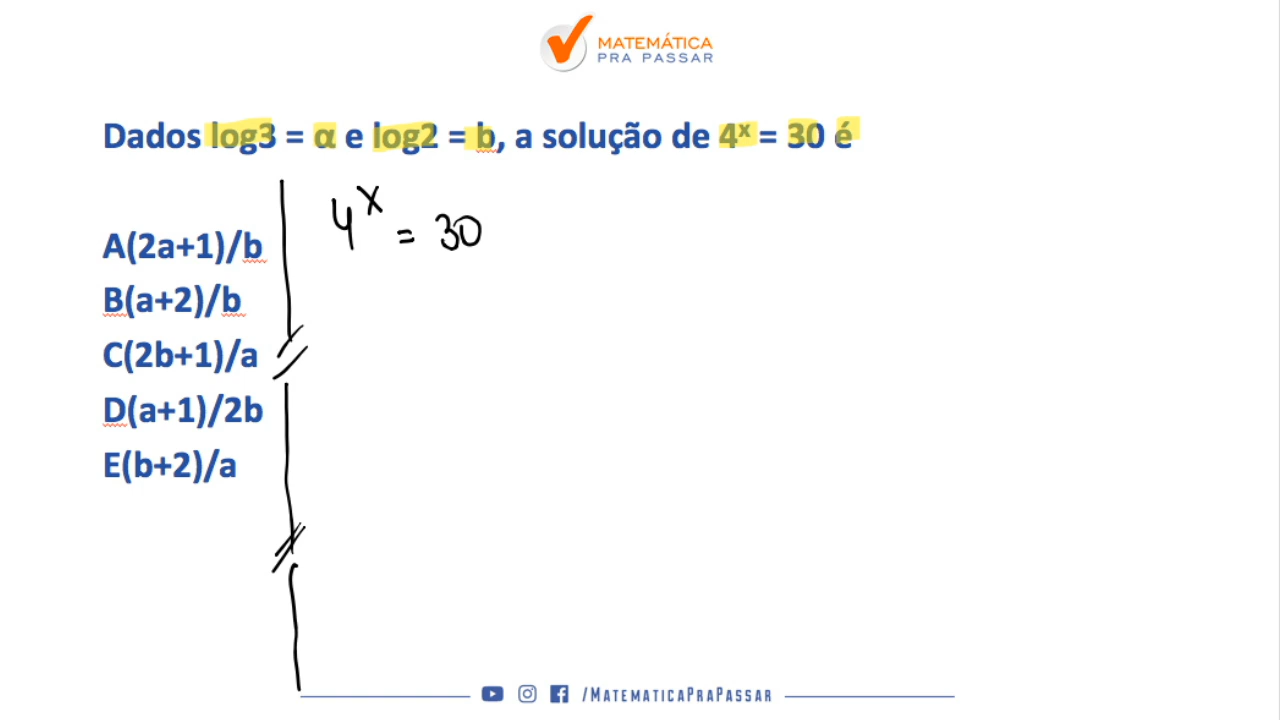 MATEMÁTICA
PRA PASSAR
Dados log3 = α e log2 = b, a solução de 4ˣ = 30 é
4ˣ = 30
A(2a+1)/b
B(a+2)/b
C(2b+1)/a
D(a+1)/2b
E(b+2)/a
/MATEMATICAPRAPASSAR